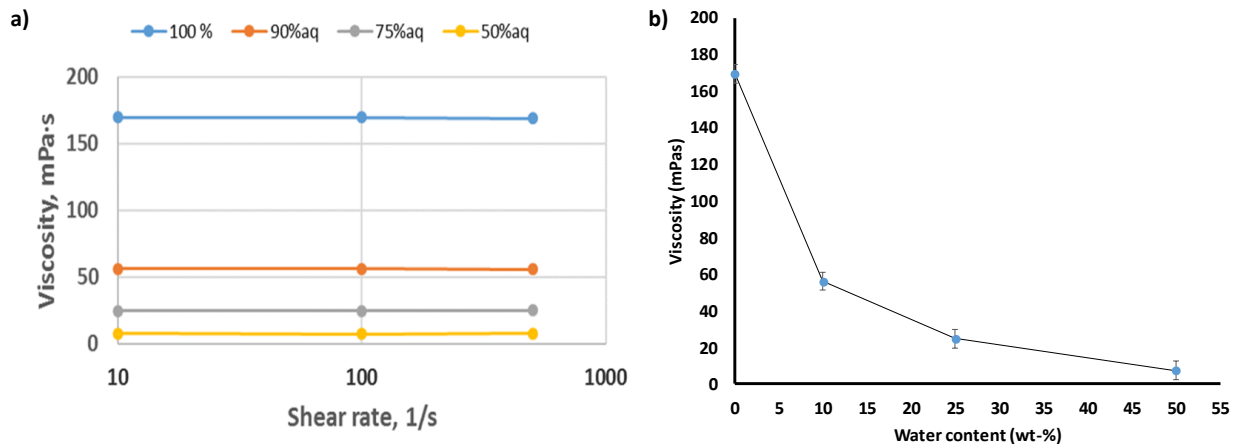 a)
100 % 90%aq 75%aq 50%aq
200
150
100
50
0
10 100 1000
Viscosity, mPa·s
Shear rate, 1/s
b)
200
180
160
140
120
100
80
60
40
20
0
0 5 10 15 20 25 30 35 40 45 50 55
Viscosity (mPas)
Water content (wt-%)